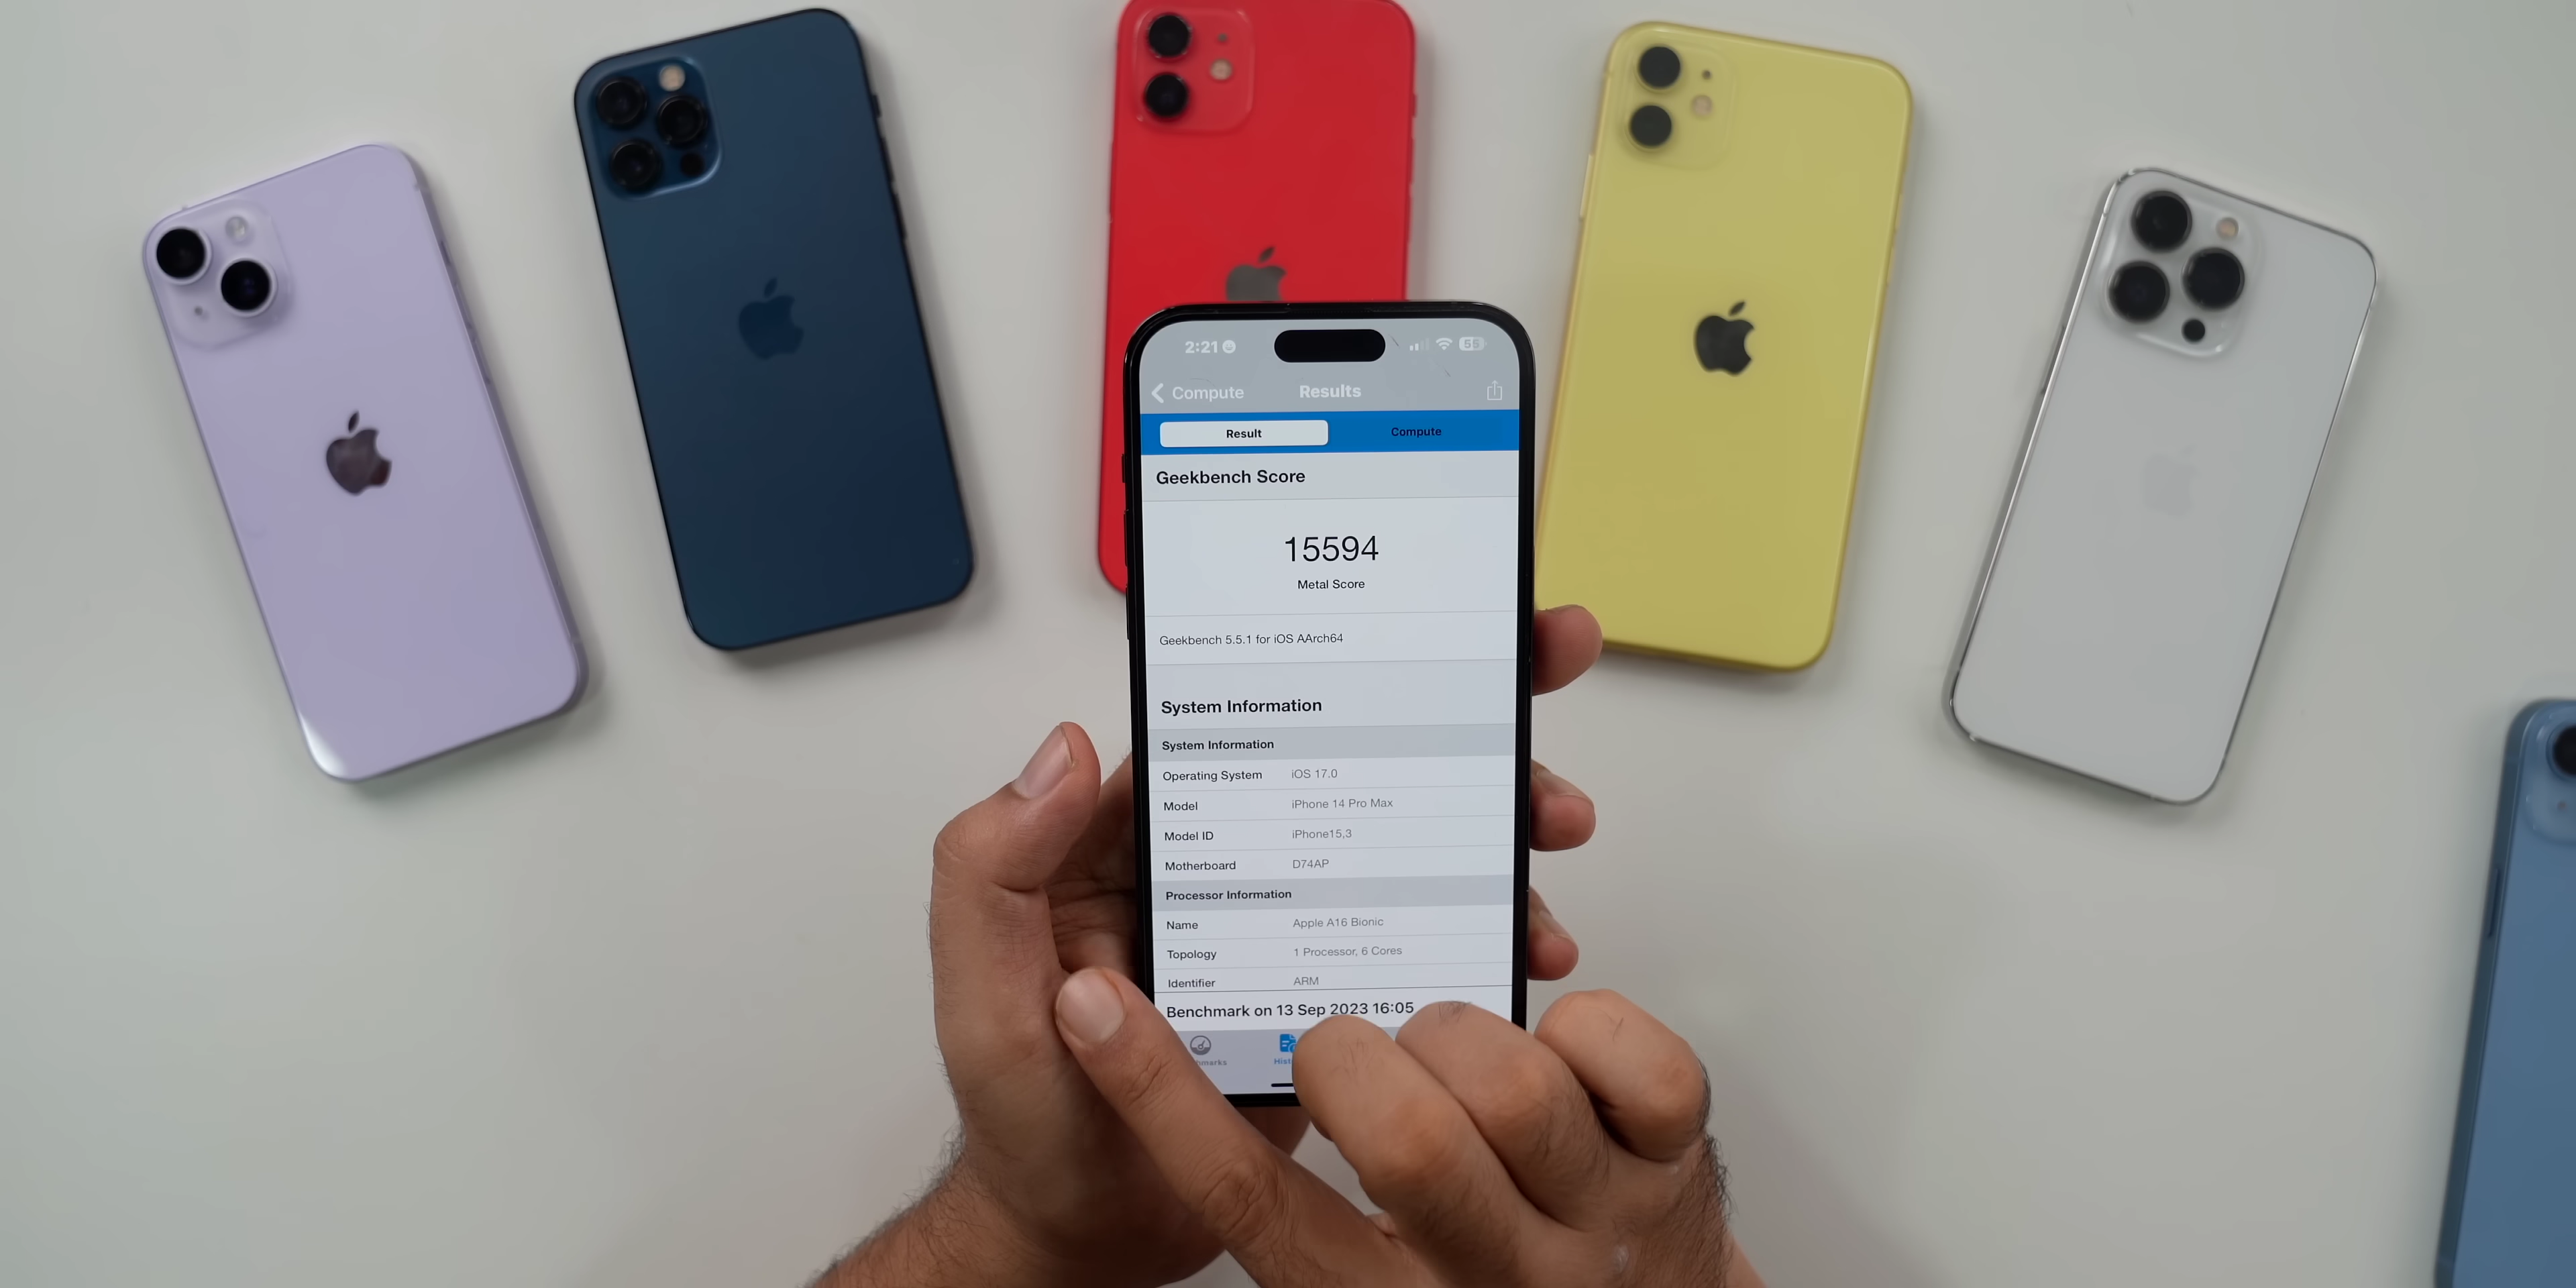 2:21 55
Compute Results
Result Compute
Geekbench Score
15594
Metal Score
Geekbench 5.5.1 for iOS AArch64
System Information
System Information
Operating System iOS 17.0
Model iPhone 14 Pro Max
Model ID iPhone15,3
Motherboard D74AP
Processor Information
Name Apple A16 Bionic
Topology 1 Processor, 6 Cores
Identifier ARM
Benchmark on 13 Sep 2023 16:05